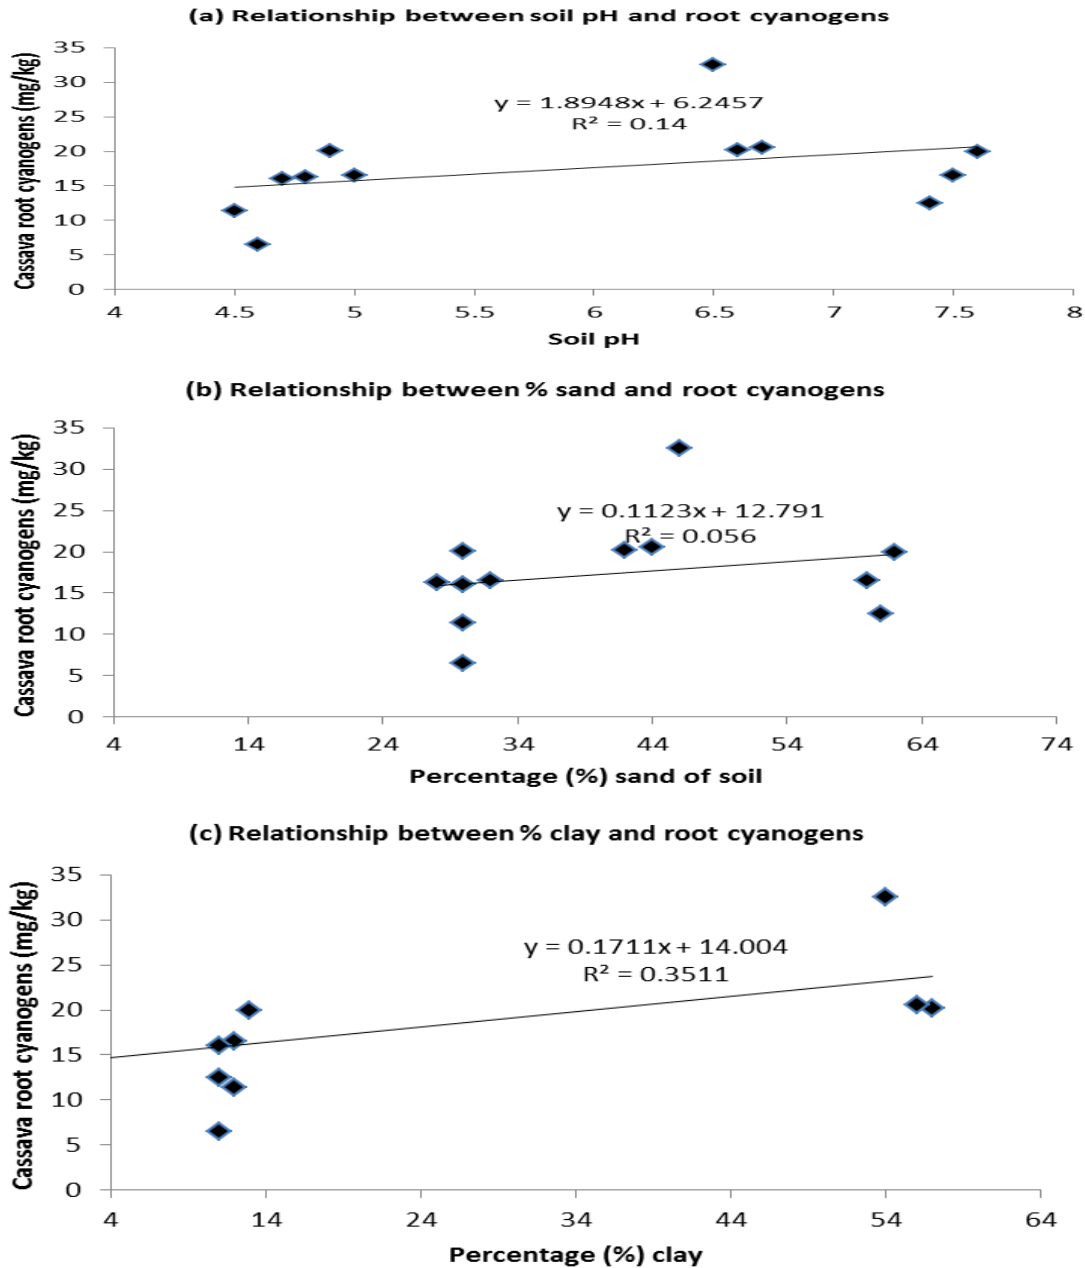 (a) Relationship between soil pH and root cyanogens
Cassava root cyanogens (mg/kg)
35
30
25
20
15
10
5
0
y = 1.8948x + 6.2457
R² = 0.14
4 4.5 5 5.5 6 6.5 7 7.5 8
Soil pH
(b) Relationship between % sand and root cyanogens
Cassava root cyanogens (mg/kg)
35
30
25
20
15
10
5
0
y = 0.1123x + 12.791
R² = 0.056
4 14 24 34 44 54 64 74
Percentage (%) sand of soil
(c) Relationship between % clay and root cyanogens
Cassava root cyanogens (mg/kg)
35
30
25
20
15
10
5
0
y = 0.1711x + 14.004
R² = 0.3511
4 14 24 34 44 54 64
Percentage (%) clay